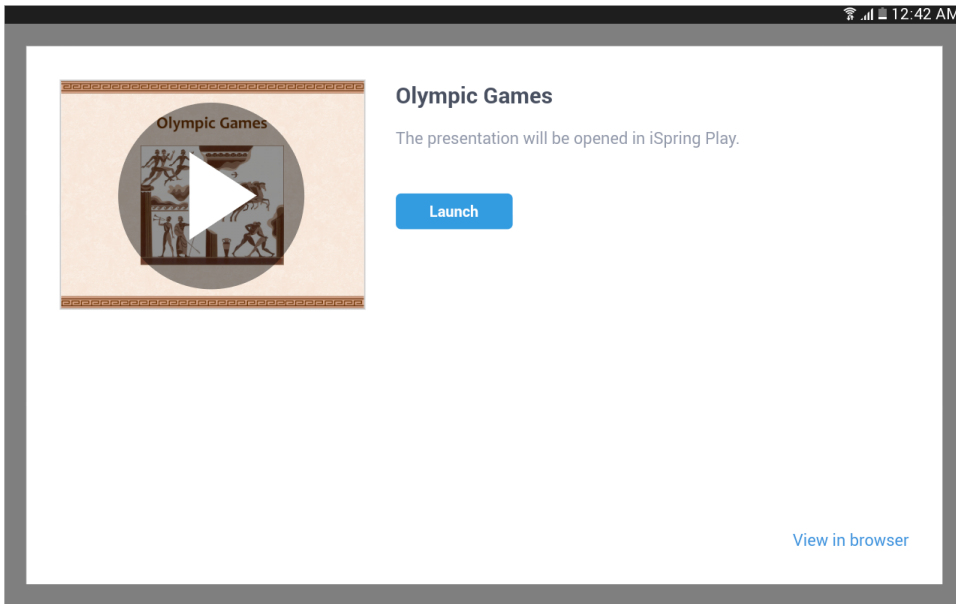 12:42 AM
Olympic Games
Olympic Games
The presentation will be opened in iSpring Play.
Launch
View in browser